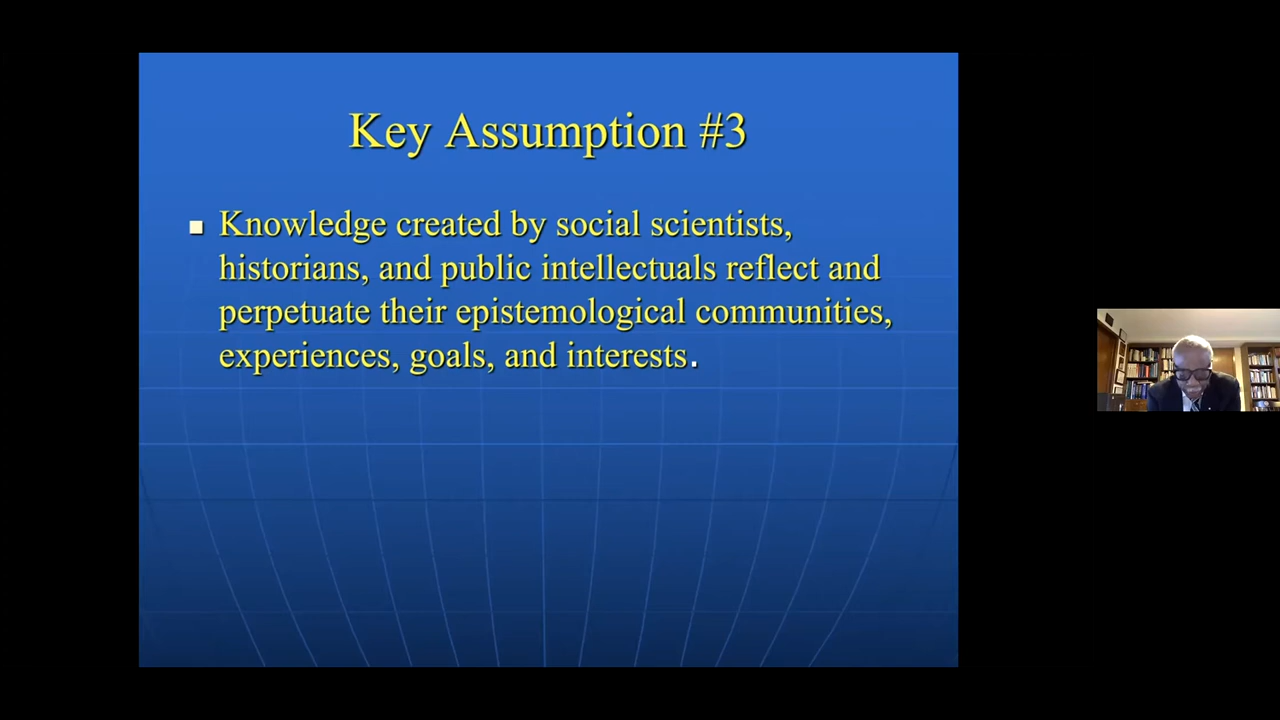 Key Assumption #3
Knowledge created by social scientists,
historians, and public intellectuals reflect and
perpetuate their epistemological communities,
experiences, goals, and interests.